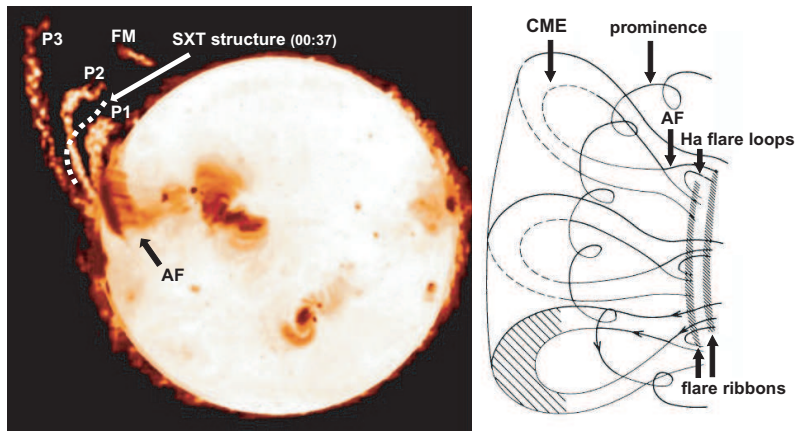 P3
FM
SXT structure (00:37)
P2
P1
AF
CME
prominence
AF
Ha flare loops
flare ribbons